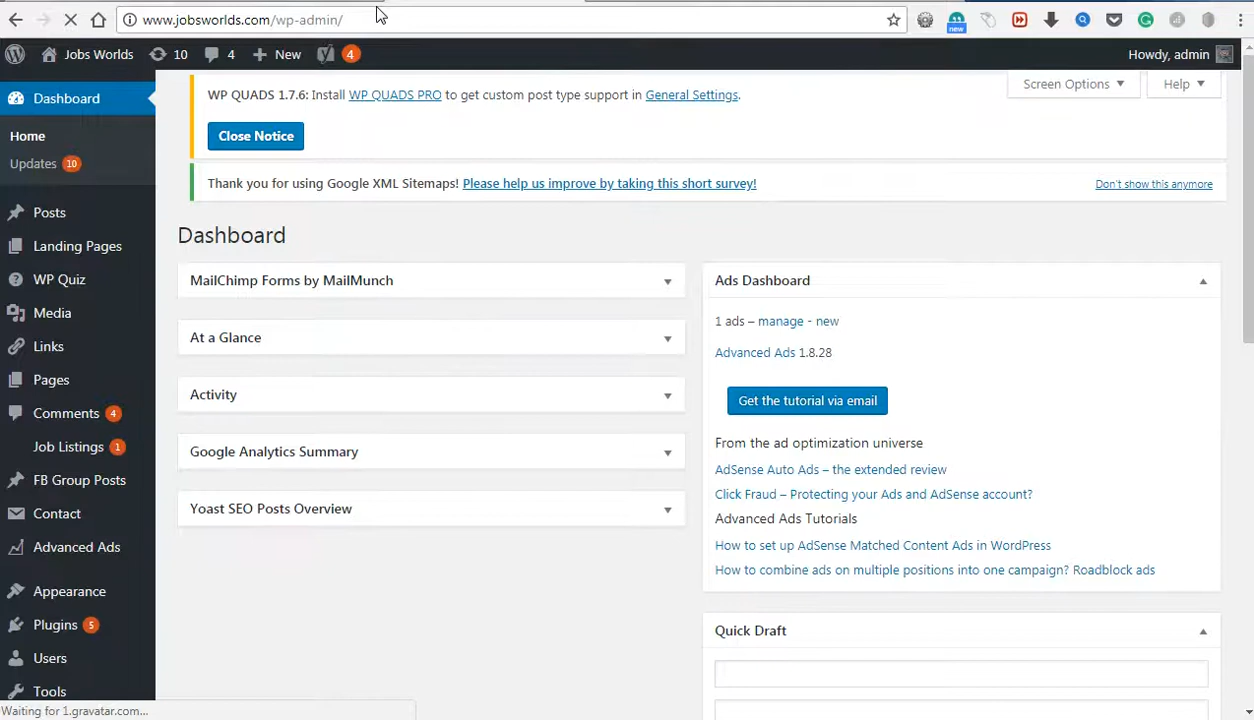 www.jobsworlds.com/wp-admin/
new
Jobs Worlds 10 4 New 4 Howdy, admin
Dashboard
Home
Updates 10
Posts
Landing Pages
WP Quiz
Media
Links
Pages
Comments 4
Job Listings 1
FB Group Posts
Contact
Advanced Ads
Appearance
Plugins 5
Users
Tools
Screen Options Help
WP QUADS 1.7.6: Install WP QUADS PRO to get custom post type support in General Settings.
Close Notice
Thank you for using Google XML Sitemaps! Please help us improve by taking this short survey! Don't show this anymore
Dashboard
MailChimp Forms by MailMunch
At a Glance
Activity
Google Analytics Summary
Yoast SEO Posts Overview
Ads Dashboard
1 ads – manage - new
Advanced Ads 1.8.28
Get the tutorial via email
From the ad optimization universe
AdSense Auto Ads – the extended review
Click Fraud – Protecting your Ads and AdSense account?
Advanced Ads Tutorials
How to set up AdSense Matched Content Ads in WordPress
How to combine ads on multiple positions into one campaign? Roadblock ads
Quick Draft
Waiting for 1.gravatar.com...